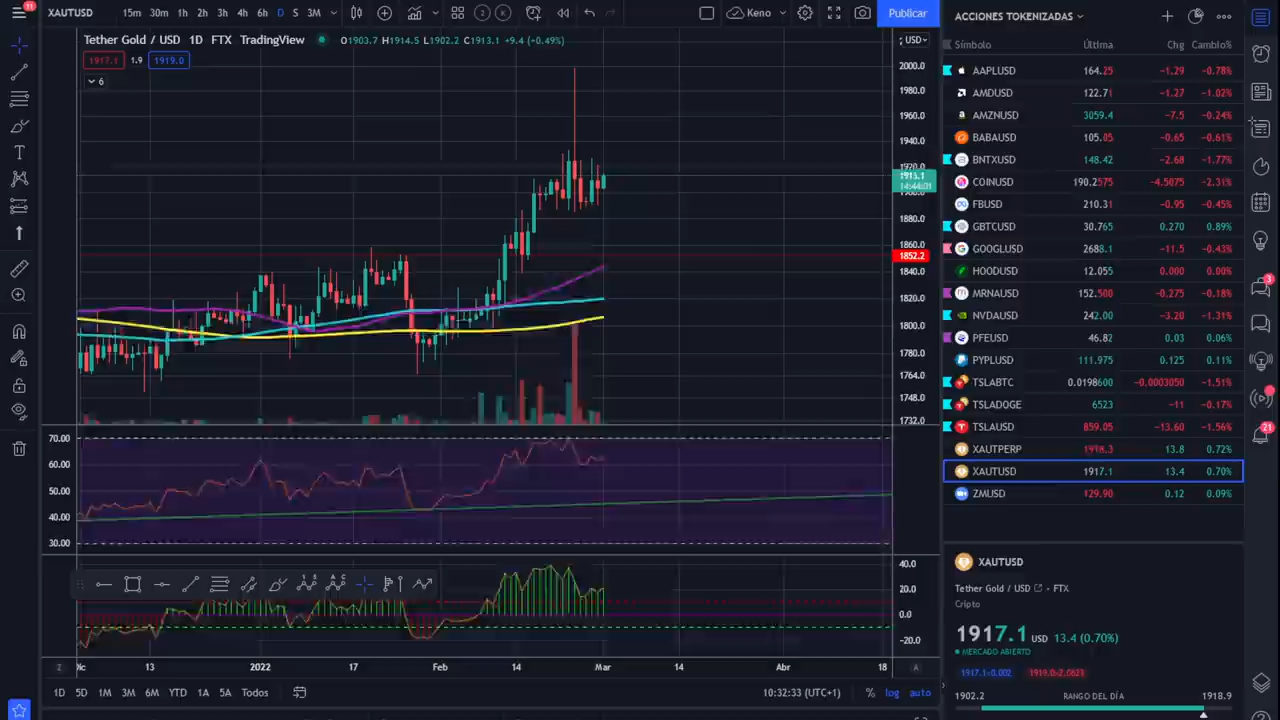 11
XAUTUSD
15m 30m 1h 2h 3h 4h 6h D S 3M
2
K
Keno
Publicar
Tether Gold / USD 1D FTX TradingView
O1903.7 H1914.5 L1902.2 C1913.1 +9.4 (+0.49%)
1917.1 1.9 1919.0
6
USD
2000.0
1980.0
1960.0
1940.0
1913.1
14:44:01
1880.0
1860.0
1852.2
1840.0
1820.0
1800.0
1780.0
1764.0
1748.0
1732.0
70.00
60.00
50.00
40.00
30.00
40.0
20.0
0.0
-20.0
Z
13 2022 17 Feb 14 Mar 14 Abr 18
A
1D 5D 1M 3M 6M YTD 1A 5A Todos
10:32:33 (UTC+1)
% log auto
ACCIONES TOKENIZADAS
Símbolo Última Chg Cambio%
AAPLUSD 164.25 −1.29 −0.78%
AMDUSD 122.71 −1.27 −1.02%
AMZNUSD 3059.4 −7.5 −0.24%
BABAUSD 105.05 −0.65 −0.61%
BNTXUSD 148.42 −2.68 −1.77%
COINUSD 190.2575 −4.5075 −2.31%
FBUSD 210.31 −0.95 −0.45%
GBTCUSD 30.765 0.270 0.89%
GOOGLUSD 2688.1 −11.5 −0.43%
HOODUSD 12.055 0.000 0.00%
MRNAUSD 152.500 −0.275 −0.18%
NVDAUSD 242.00 −3.20 −1.31%
PFEUSD 46.82 0.03 0.06%
PYPLUSD 111.975 0.125 0.11%
TSLABTC 0.0198600 −0.0003050 −1.51%
TSLADOGE 6523 −11 −0.17%
TSLAUSD 859.05 −13.60 −1.56%
XAUTPERP 1918.3 13.8 0.72%
XAUTUSD 1917.1 13.4 0.70%
ZMUSD 129.90 0.12 0.09%
XAUTUSD
Tether Gold / USD • FTX
Cripto
1917.1 USD 13.4 (0.70%)
MERCADO ABIERTO
1902.2 RANGO DEL DÍA 1918.9
3
21